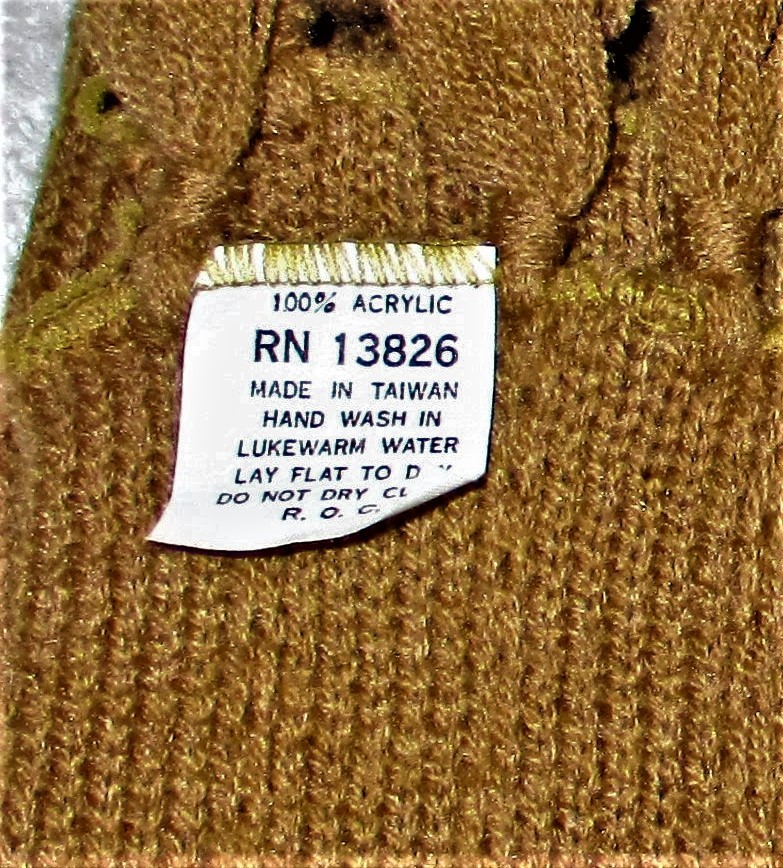 100% ACRYLIC
RN 13826
MADE IN TAIWAN
HAND WASH IN
LUKEWARM WATER
LAY FLAT TO
DO NOT DRY
R. O. C.